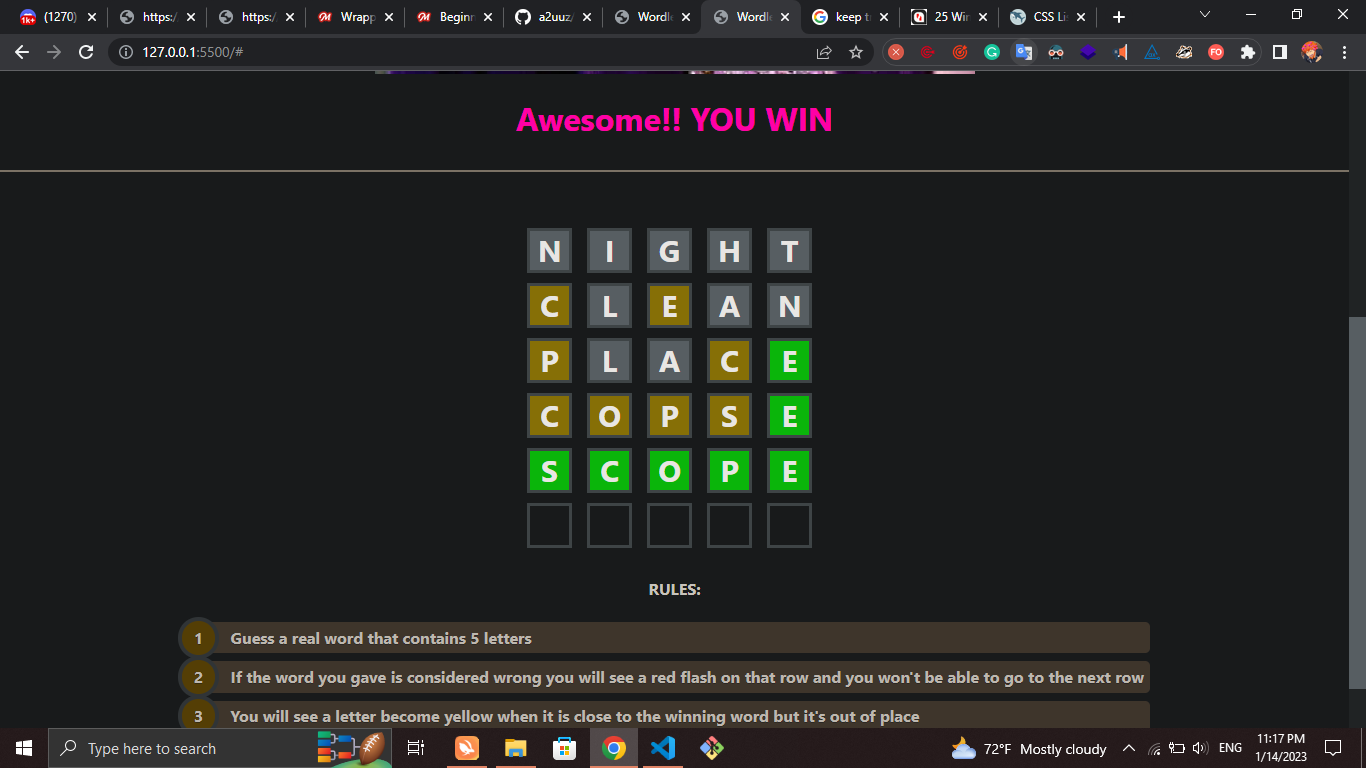 (1270) https:/ https:/ Wrapp Beginr a2uuz/ Wordle Wordle keep tr 25 Wir CSS Lis
127.0.0.1:5500/#
Awesome!! YOU WIN
N I G H T
C L E A N
P L A C E
C O P S E
S C O P E
RULES:
1 Guess a real word that contains 5 letters
2 If the word you gave is considered wrong you will see a red flash on that row and you won't be able to go to the next row
3 You will see a letter become yellow when it is close to the winning word but it's out of place
Type here to search
72°F Mostly cloudy
ENG
11:17 PM
1/14/2023